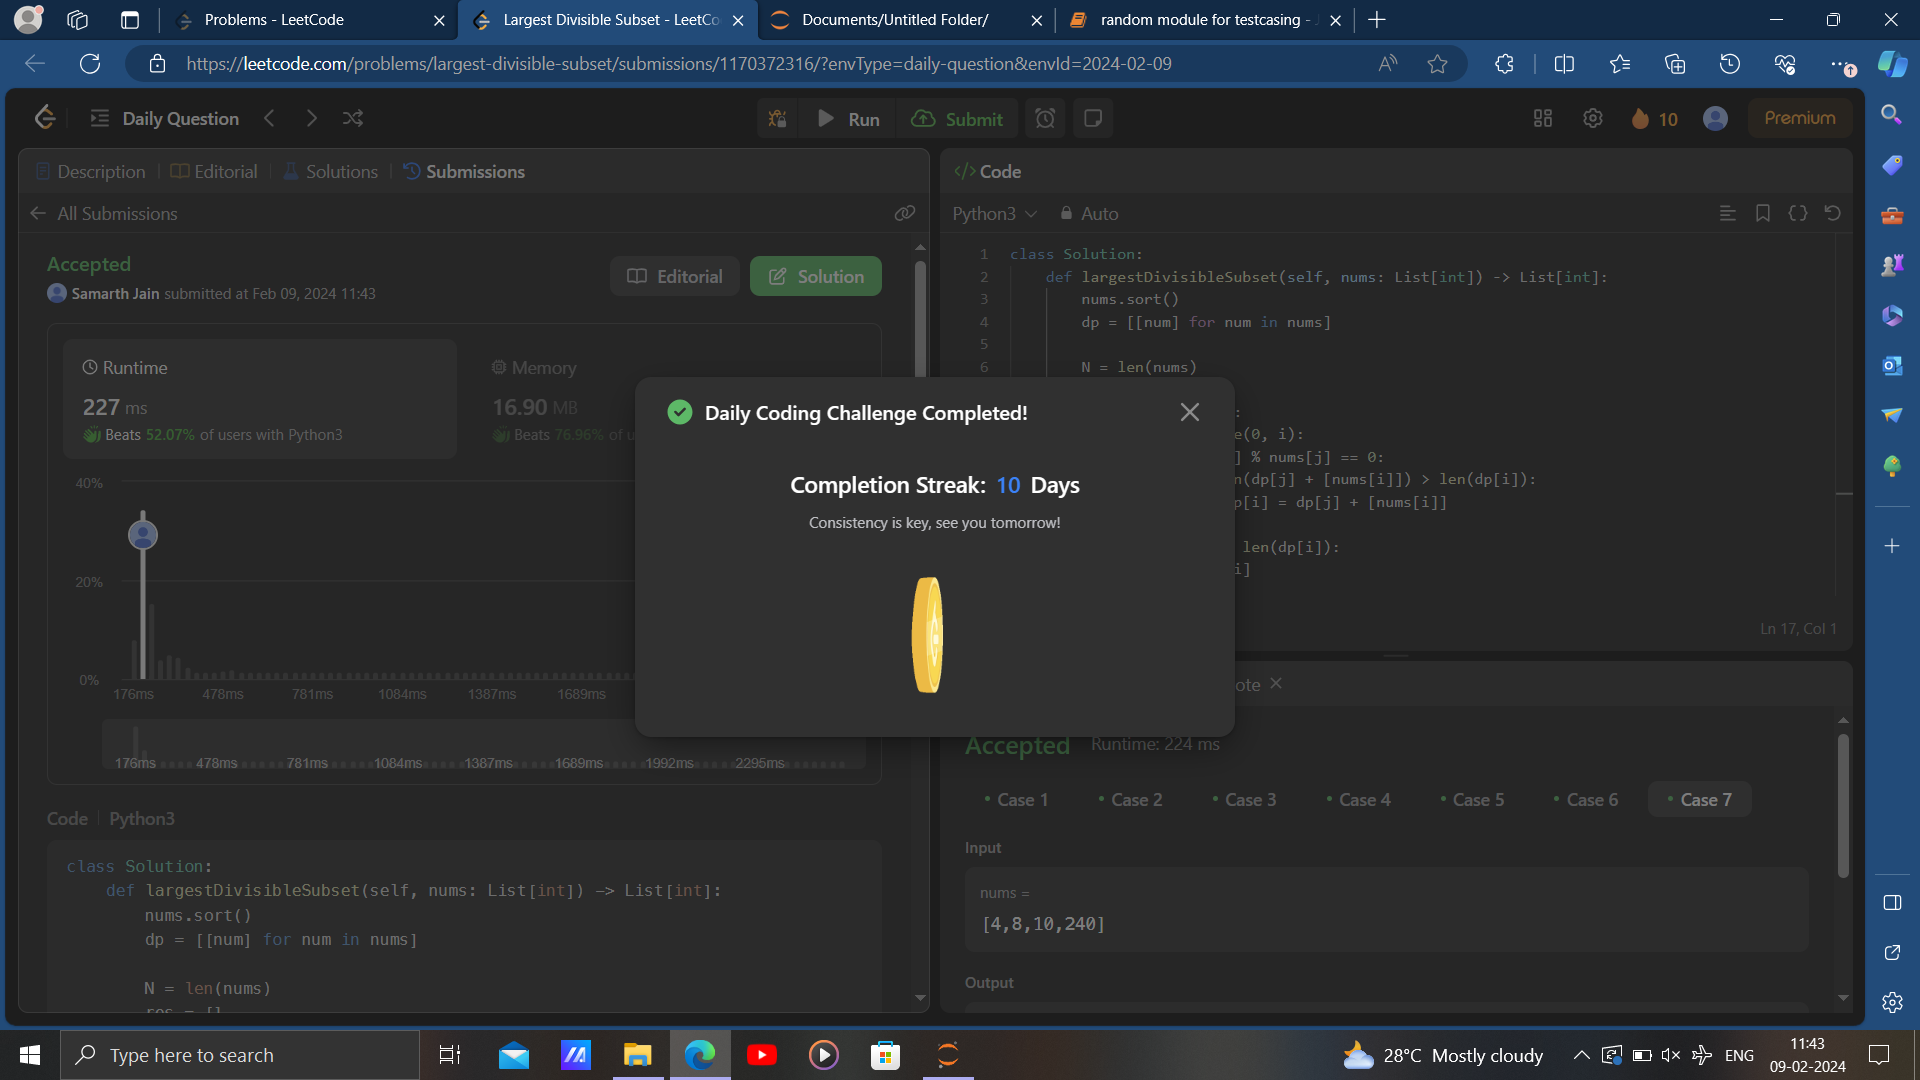 Problems - LeetCode
Largest Divisible Subset - LeetCo
Documents/Untitled Folder/
random module for testcasing -
https://leetcode.com/problems/largest-divisible-subset/submissions/1170372316/?envType=daily-question&envId=2024-02-09
Daily Question
Run
Submit
10
Premium
Description
Editorial
Solutions
Submissions
All Submissions
Accepted
Samarth Jain submitted at Feb 09, 2024 11:43
Editorial
Solution
Runtime
227 ms
Beats 52.07% of users with Python3
Memory
16.90 MB
Beats 76.96% of u
40%
20%
0%
176ms 478ms 781ms 1084ms 1387ms 1689ms
176ms 478ms 781ms 1084ms 1387ms 1689ms 1992ms 2295ms
Code | Python3
class Solution:
def largestDivisibleSubset(self, nums: List[int]) -> List[int]:
nums.sort()
dp = [[num] for num in nums]
N = len(nums)
res = []
Daily Coding Challenge Completed!
Completion Streak: 10 Days
Consistency is key, see you tomorrow!
</> Code
Python3
Auto
1 class Solution:
2 def largestDivisibleSubset(self, nums: List[int]) -> List[int]:
3 nums.sort()
4 dp = [[num] for num in nums]
5
6 N = len(nums)
:
e(0, i):
] % nums[j] == 0:
n(dp[j] + [nums[i]]) > len(dp[i]):
p[i] = dp[j] + [nums[i]]
len(dp[i]):
i]
Ln 17, Col 1
ote
Accepted Runtime: 224 ms
Case 1 Case 2 Case 3 Case 4 Case 5 Case 6 Case 7
Input
nums =
[4,8,10,240]
Output
Type here to search
28°C Mostly cloudy
ENG
11:43
09-02-2024